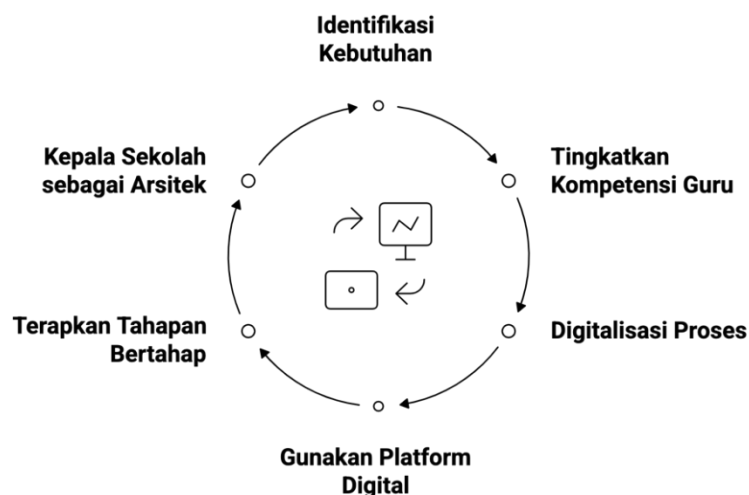 Identifikasi
Kebutuhan
Kepala Sekolah
sebagai Arsitek
Tingkatkan
Kompetensi Guru
Terapkan Tahapan
Bertahap
Digitalisasi Proses
Gunakan Platform
Digital